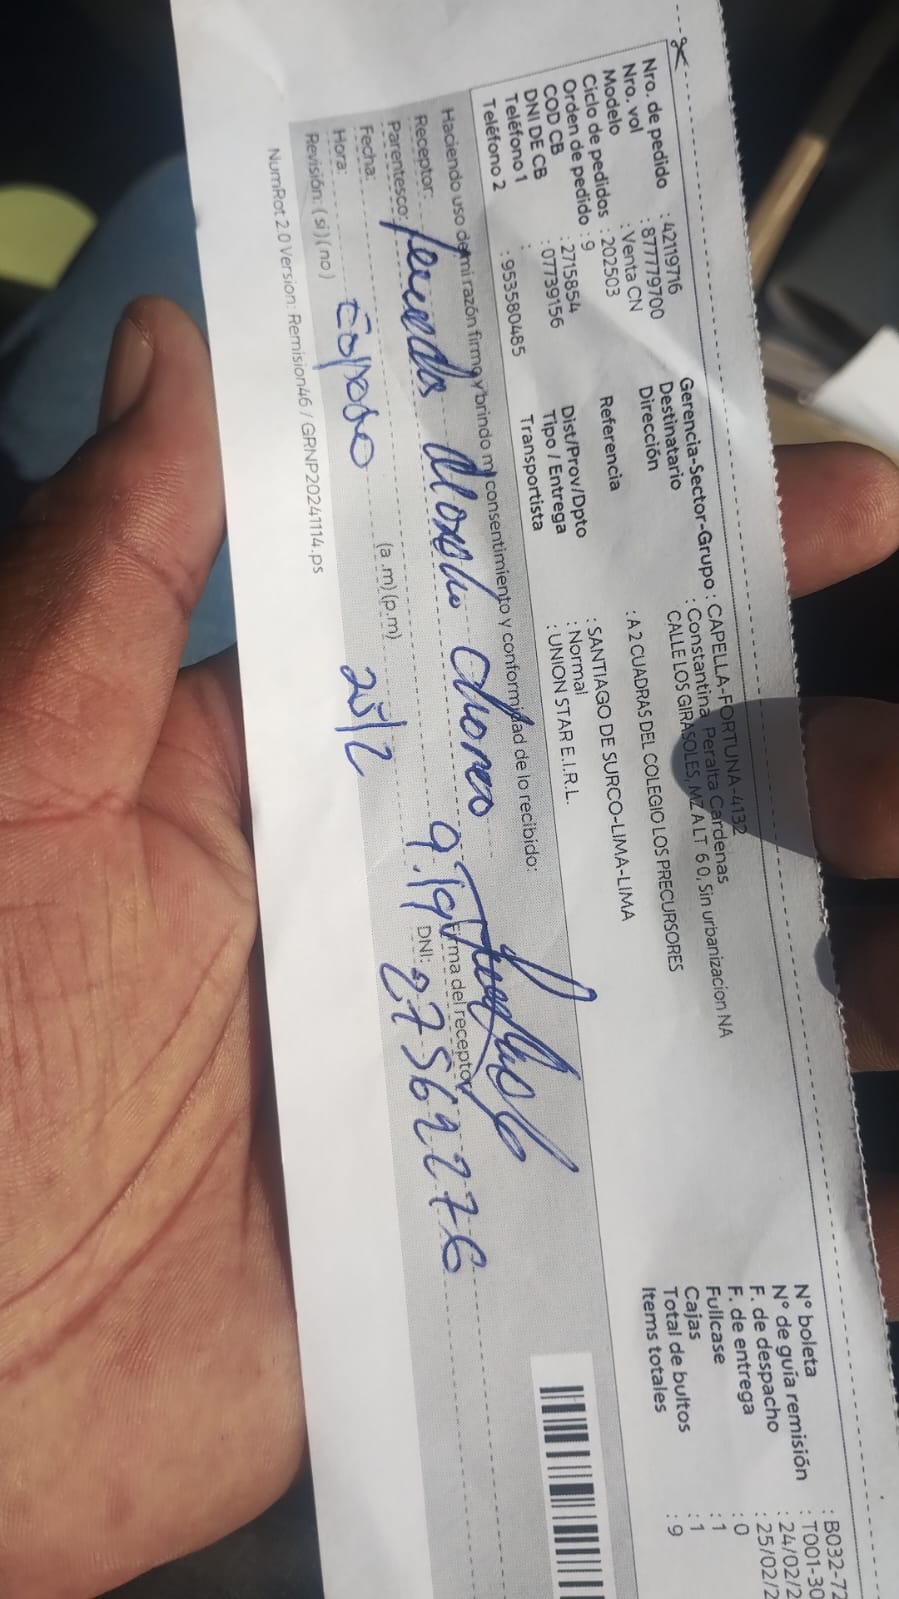 Nro. de pedido : 42119716
Nro. vol : 877779700
Modelo : Venta CN
Ciclo de pedidos : 202503
Orden de pedido : 9
COD CB : 2715854
DNI DE CB : 07739156
Teléfono 1 :
Teléfono 2 : 953580485
Gerencia-Sector-Grupo : CAPELLA-FORTUNA-4132
Destinatario : Constantina Peralta Cardenas
Dirección CALLE LOS GIRASOLES, MZ A LT 6 0, Sin urbanizacion NA
Referencia : A 2 CUADRAS DEL COLEGIO LOS PRECURSORES
Dist/Prov/Dpto : SANTIAGO DE SURCO-LIMA-LIMA
Tipo / Entrega : Normal
Transportista : UNION STAR E.I.R.L.
N° boleta : B032-72
N° de guía remisión : T001-30
F. de despacho : 24/02/2
F. de entrega : 25/02/2
Fullcase : 0
Cajas : 1
Total de bultos : 1
Items totales : 9
Haciendo uso de mi razón firmo y brindo mi consentimiento y conformidad de lo recibido:
Receptor:
Firma del receptor
Parentesco:
DNI: 27562276
Fecha: (a.m) (p.m)
Hora: Esposo 25/2
Revisión: (si) (no)
NumRot 2.0 Version: Remision46 / GRNP20241114.ps